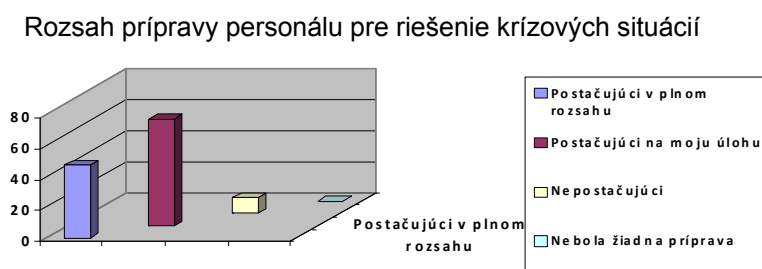 Rozsah prípravy personálu pre riešenie krízových situácií
80
60
40
20
0
Postačujúci v plnom
rozsahu
Postačujúci v plnom
rozsahu
Postačujúci na moju úlohu
Nepostačujúci
Nebola žiadna príprava